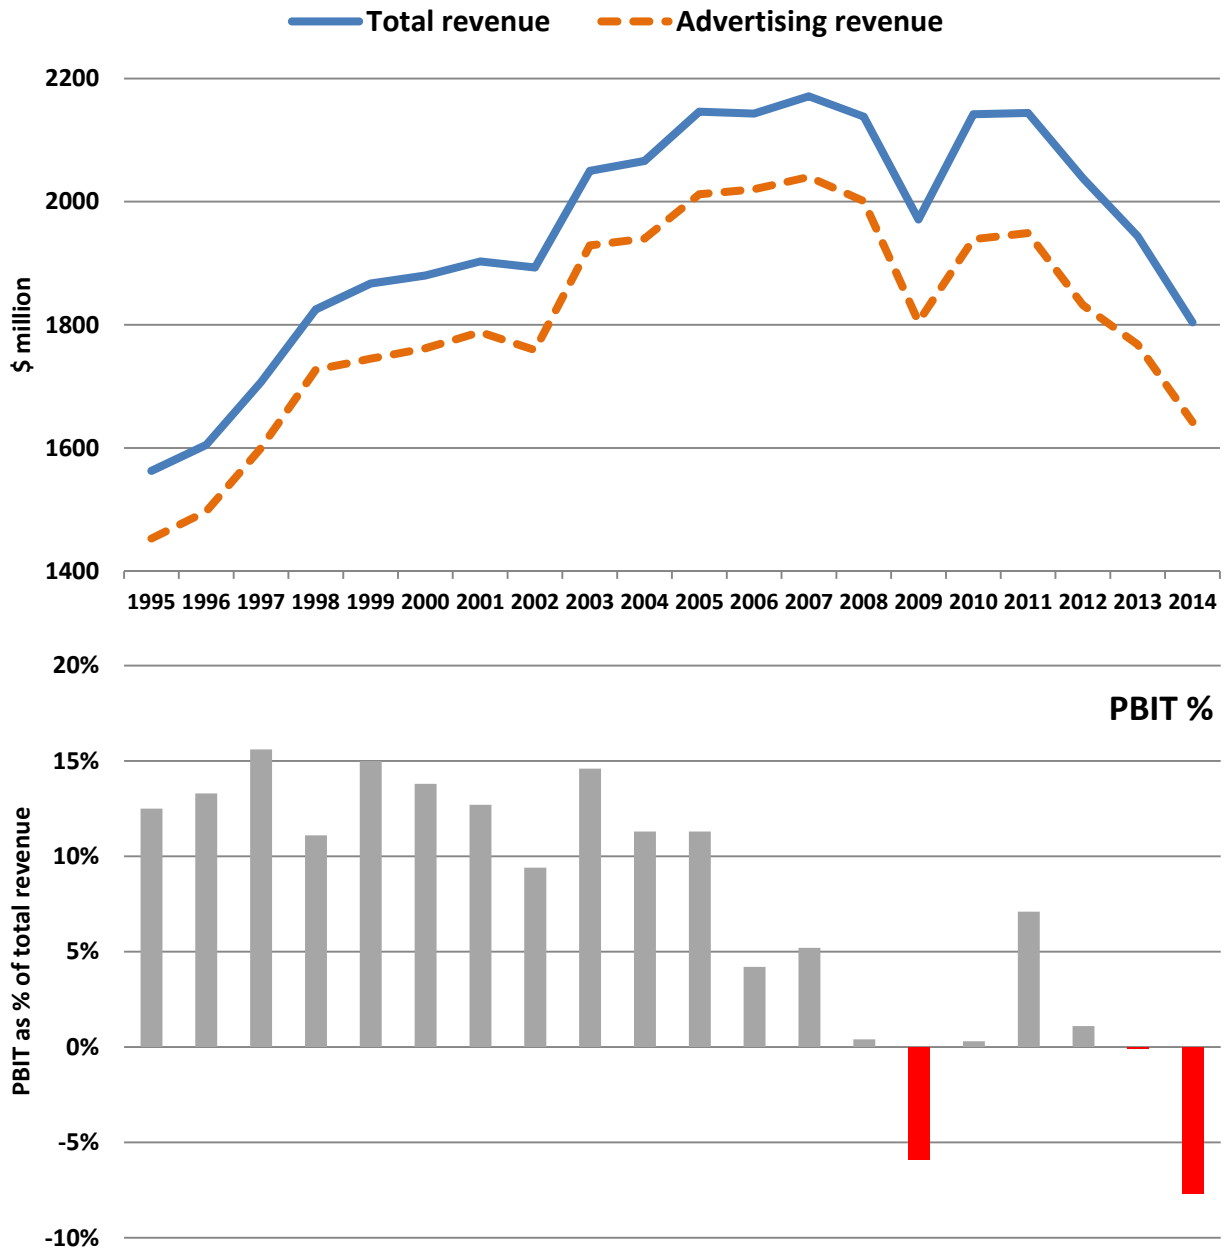 Total revenue Advertising revenue
2200
2000
1800
1600
1400
$ million
1995 1996 1997 1998 1999 2000 2001 2002 2003 2004 2005 2006 2007 2008 2009 2010 2011 2012 2013 2014
20%
PBIT %
15%
10%
5%
0%
-5%
-10%
PBIT as % of total revenue